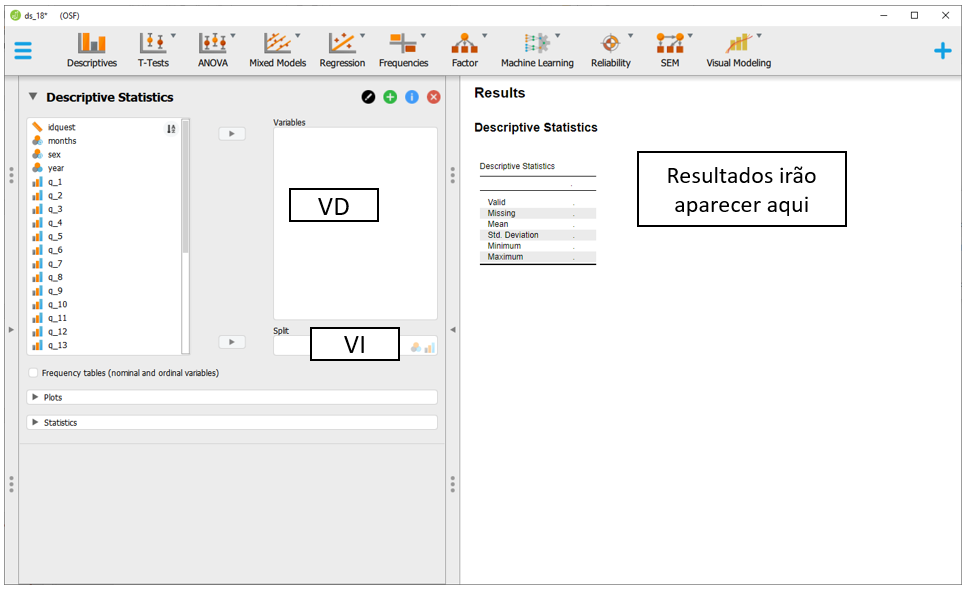 ds_18* (OSF)
Descriptives T-Tests ANOVA Mixed Models Regression Frequencies Factor Machine Learning Reliability SEM Visual Modeling
Descriptive Statistics
idquest
months
sex
year
q_1
q_2
q_3
q_4
q_5
q_6
q_7
q_8
q_9
q_10
q_11
q_12
q_13
Variables
VD
Split
VI
Frequency tables (nominal and ordinal variables)
Plots
Statistics
Results
Descriptive Statistics
Descriptive Statistics
.
Valid .
Missing .
Mean .
Std. Deviation .
Minimum .
Maximum .
Resultados irão
aparecer aqui